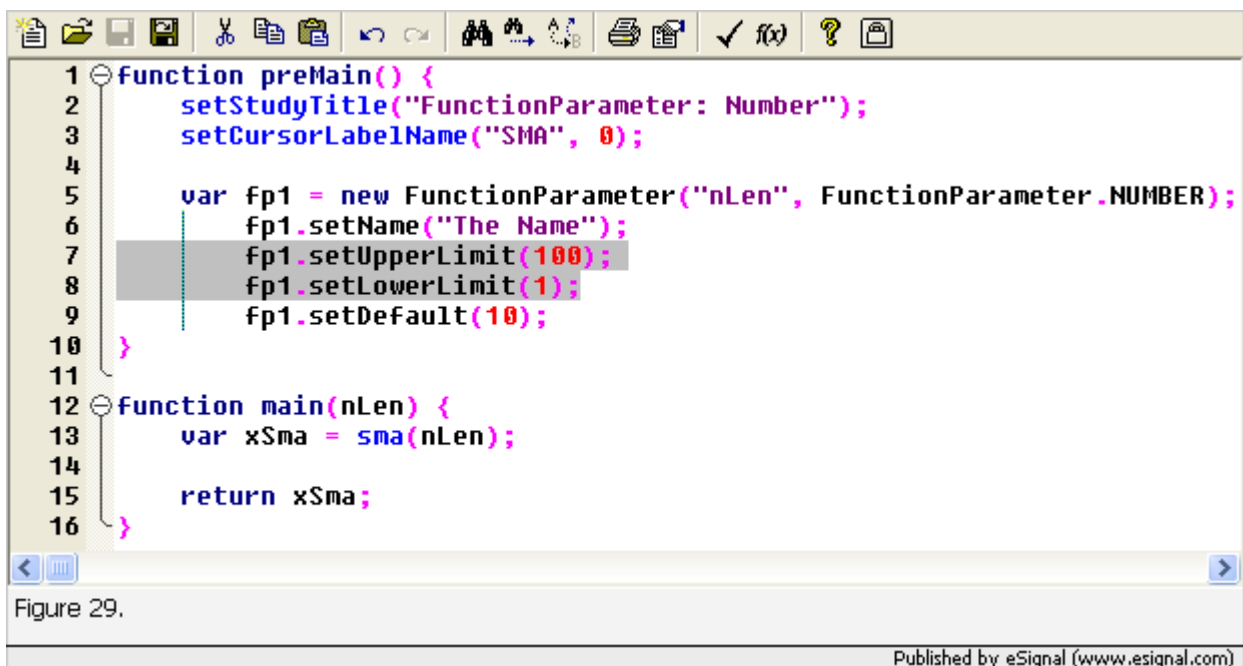 1 function preMain() {
2 setStudyTitle("FunctionParameter: Number");
3 setCursorLabelName("SMA", 0);
4
5 var fp1 = new FunctionParameter("nLen", FunctionParameter.NUMBER);
6 fp1.setName("The Name");
7 fp1.setUpperLimit(100);
8 fp1.setLowerLimit(1);
9 fp1.setDefault(10);
10 }
11
12 function main(nLen) {
13 var xSma = sma(nLen);
14
15 return xSma;
16 }
Figure 29.
Published by eSignal (www.esignal.com)